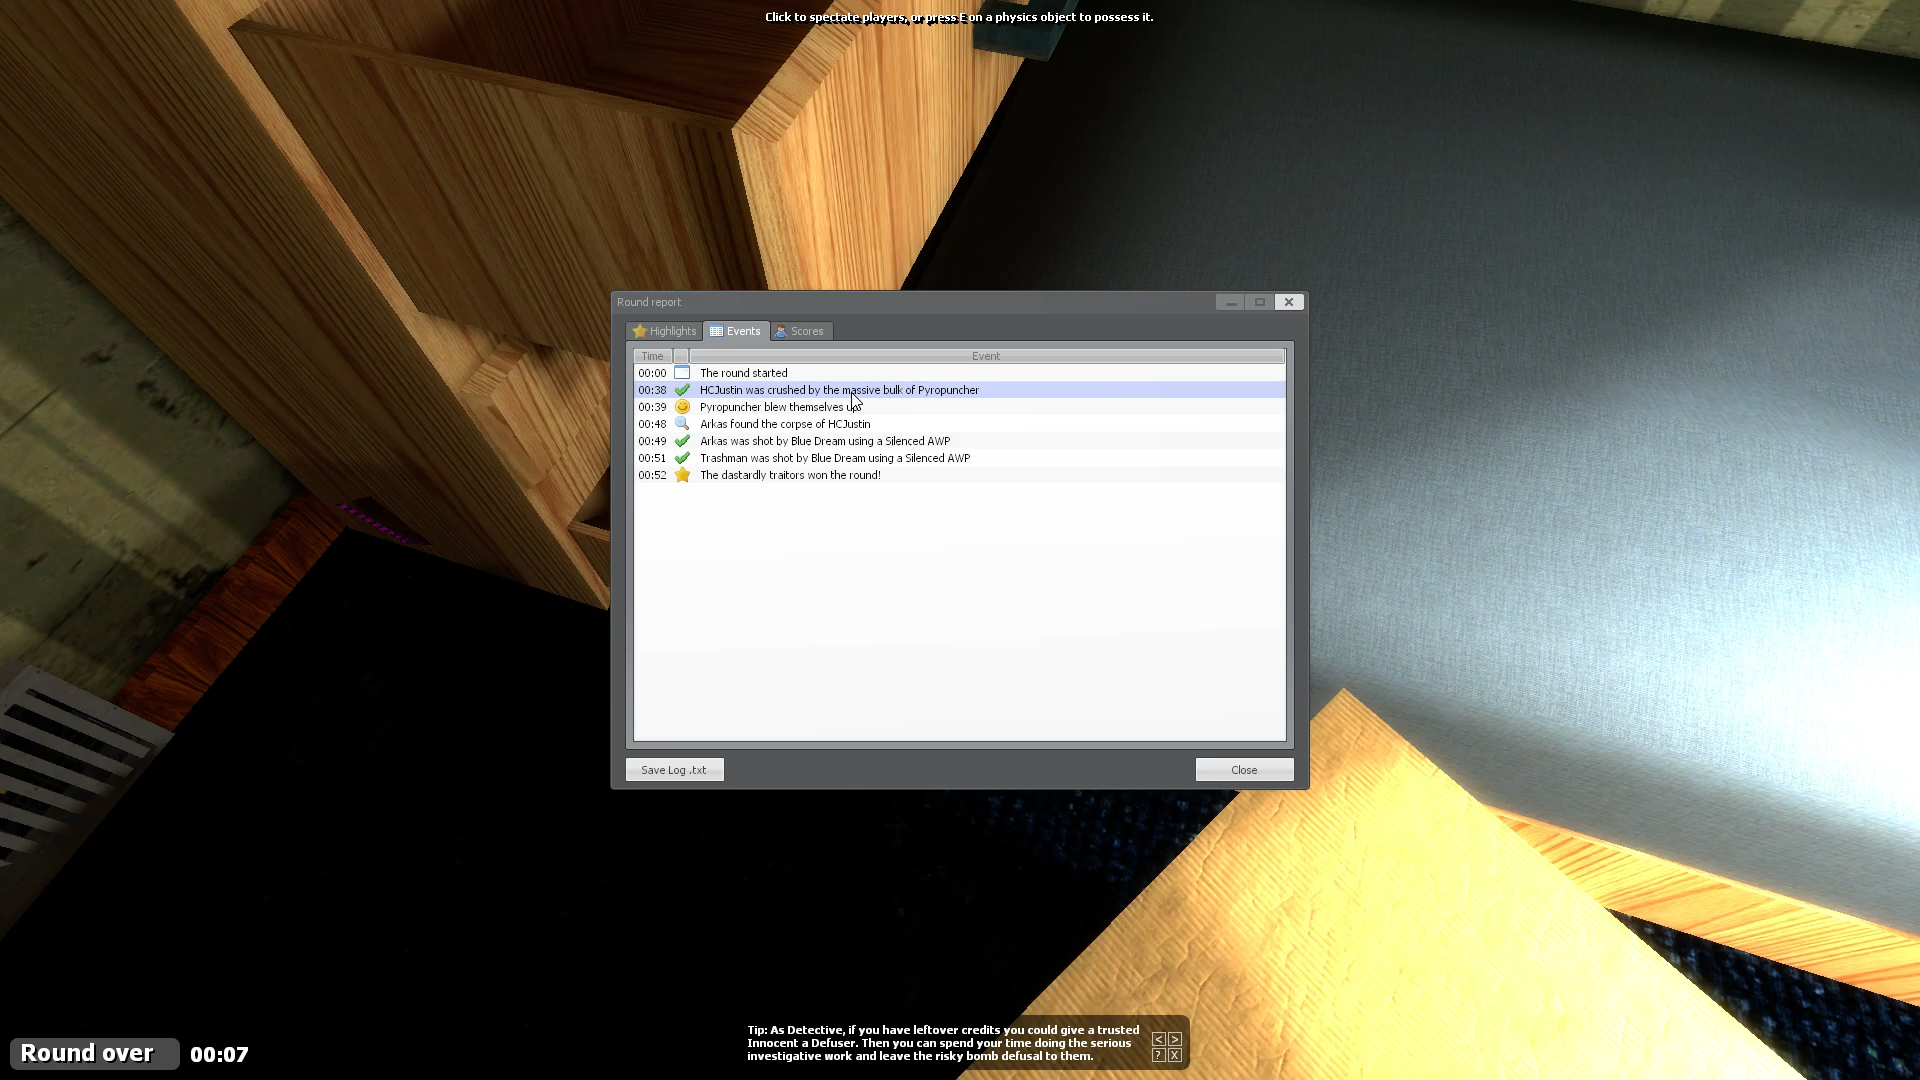 Click to spectate players, or press E on a physics object to possess it.
Round report
Highlights
Events
Scores
Time
Event
00:00 The round started
00:38 HCJustin was crushed by the massive bulk of Pyropuncher
00:39 Pyropuncher blew themselves
00:48 Arkas found the corpse of HCJustin
00:49 Arkas was shot by Blue Dream using a Silenced AWP
00:51 Trashman was shot by Blue Dream using a Silenced AWP
00:52 The dastardly traitors won the round!
Save Log .txt
Close
Tip: As Detective, if you have leftover credits you could give a trusted
Innocent a Defuser. Then you can spend your time doing the serious
investigative work and leave the risky bomb defusal to them.
< >
? X
Round over 00:07